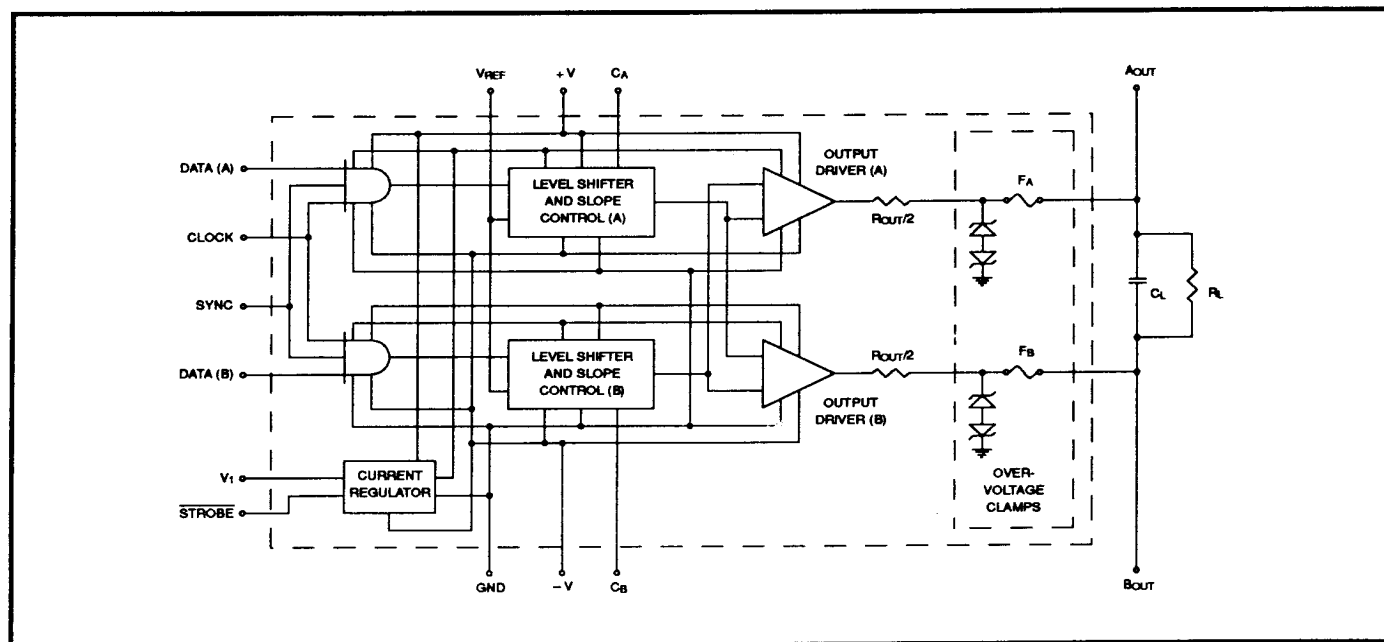 VREF
+ V
CA
AOUT
DATA (A)
CLOCK
SYNC
DATA (B)
V1
STROBE
LEVEL SHIFTER
AND SLOPE
CONTROL (A)
OUTPUT
DRIVER (A)
ROUT/2
FA
CL
RL
LEVEL SHIFTER
AND SLOPE
CONTROL (B)
ROUT/2
FB
OUTPUT
DRIVER (B)
CURRENT
REGULATOR
OVER-
VOLTAGE
CLAMPS
GND
– V
CB
BOUT